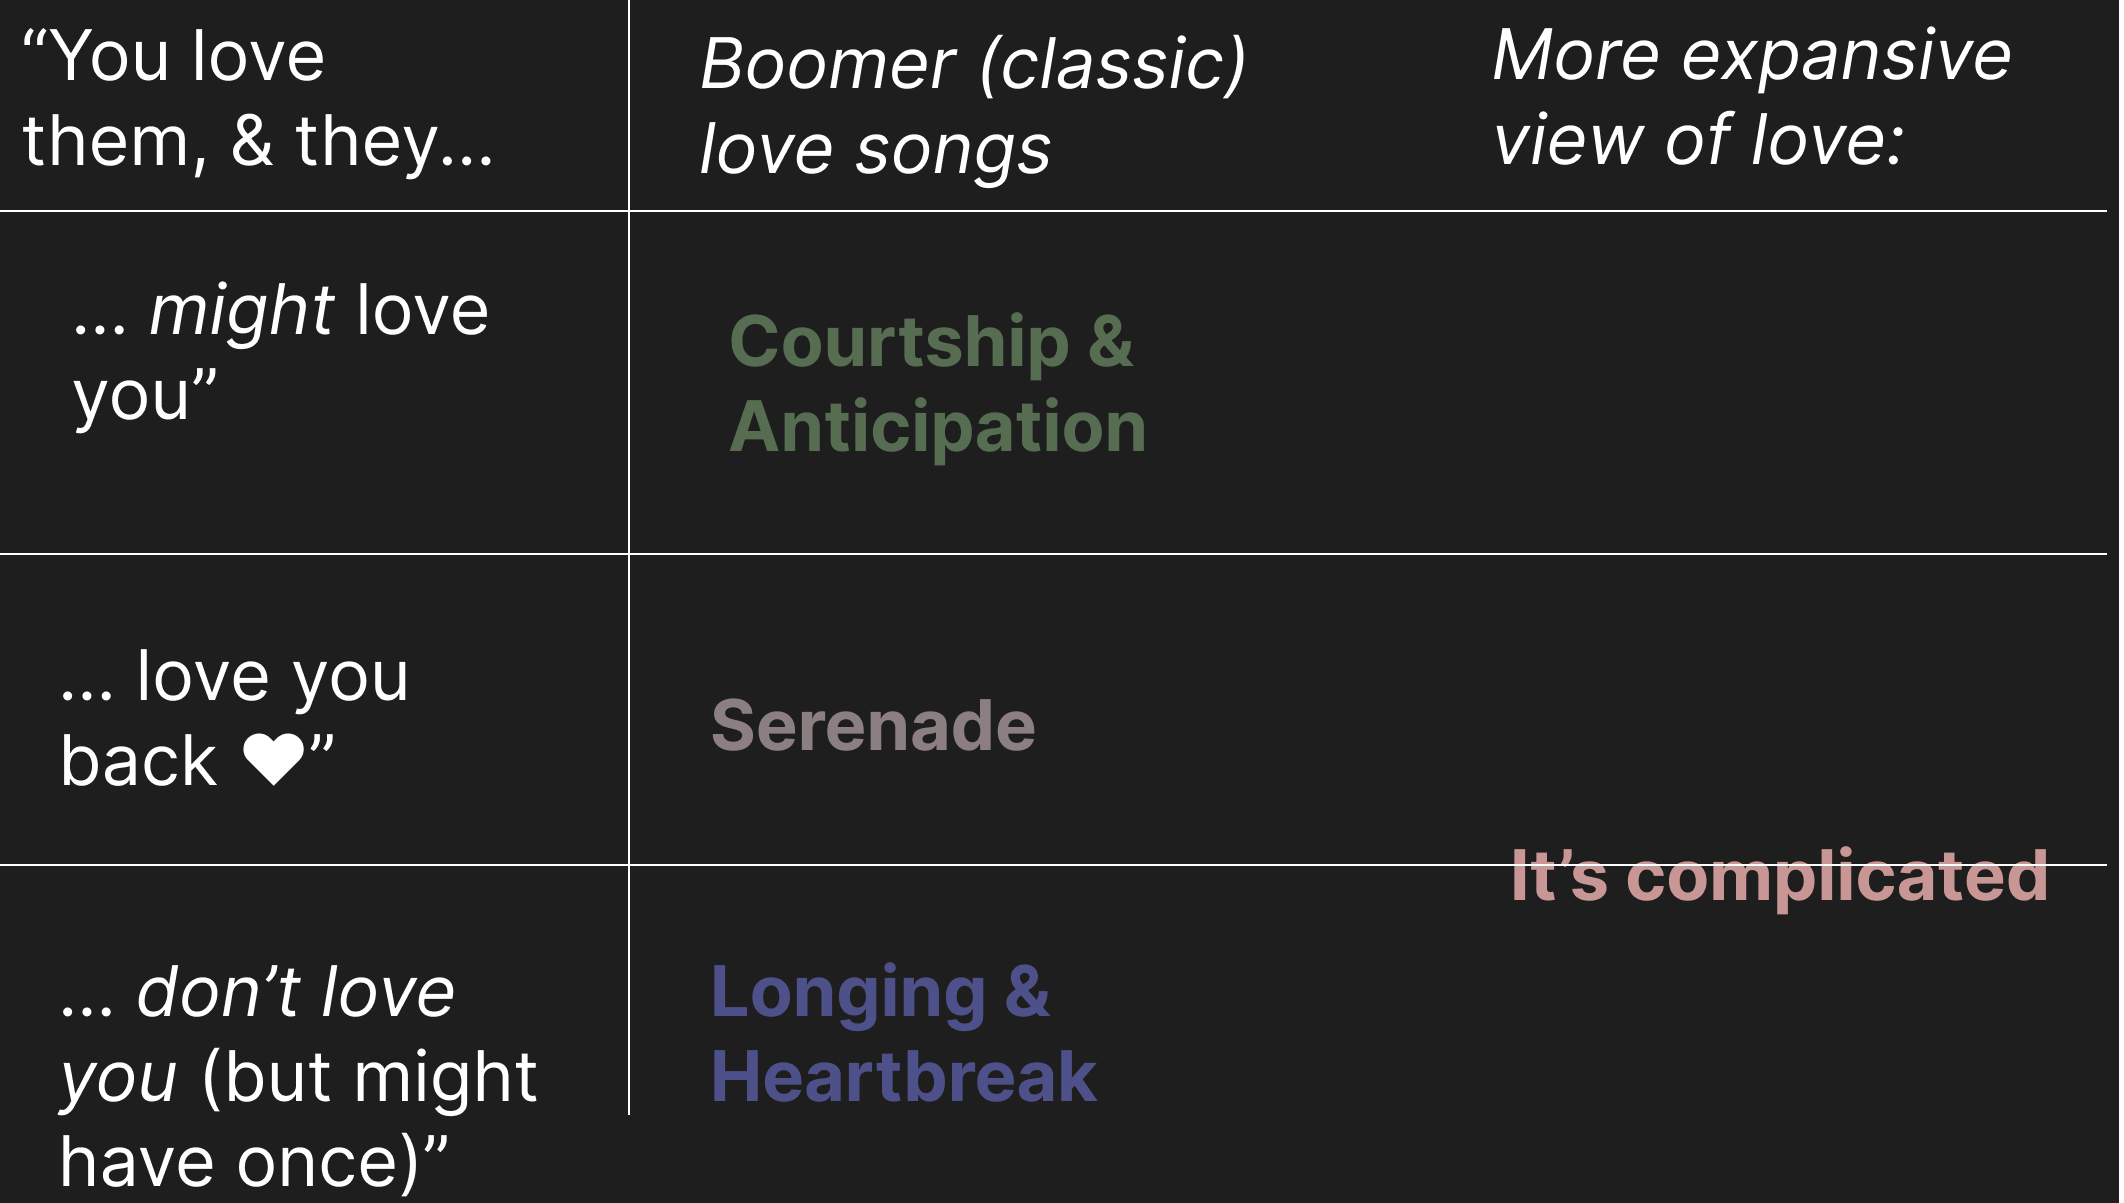 “You love
them, & they...
Boomer (classic)
love songs
More expansive
view of love:
... might love
you”
Courtship &
Anticipation
... love you
back ♥”
Serenade
It’s complicated
... don’t love
you (but might
have once)”
Longing &
Heartbreak